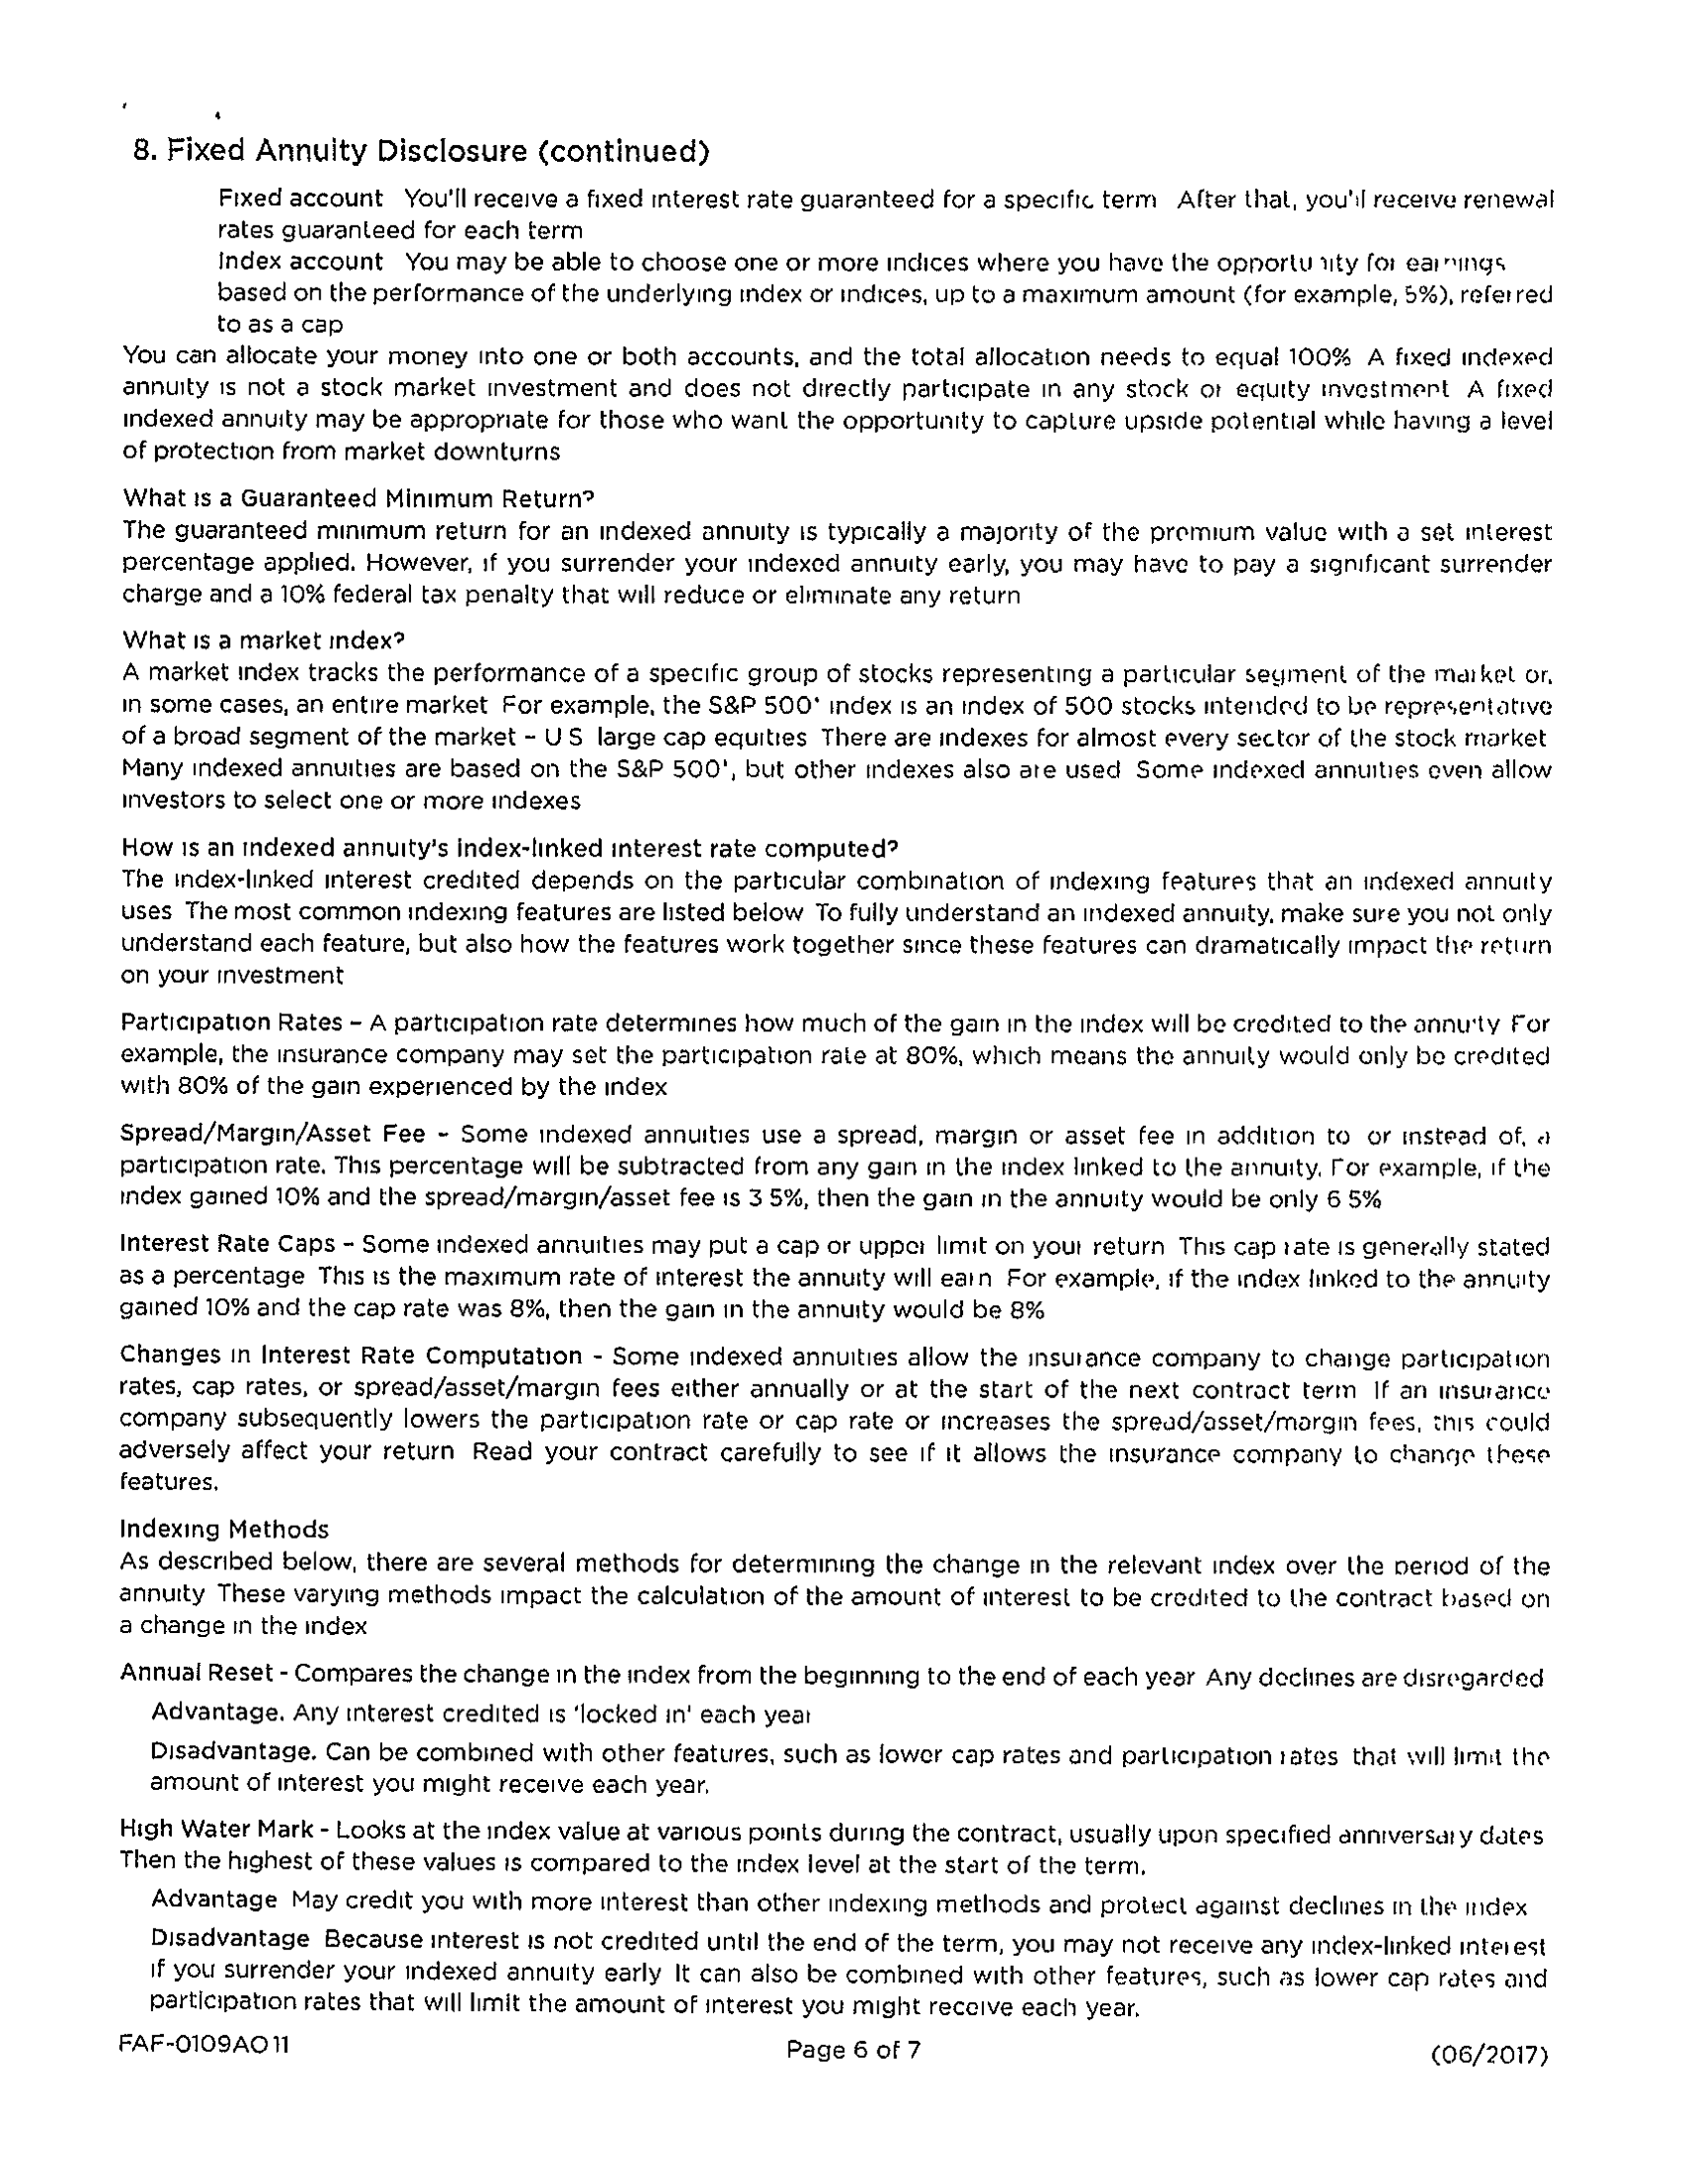 8. Fixed Annuity Disclosure (continued)
Fixed account You'll receive a fixed interest rate guaranteed for a specific term After that, you'll receive renewal
rates guaranteed for each term
Index account You may be able to choose one or more indices where you have the opportunity for earnings
based on the performance of the underlying index or indices, up to a maximum amount (for example, 5%), referred
to as a cap
You can allocate your money into one or both accounts, and the total allocation needs to equal 100% A fixed indexed
annuity is not a stock market investment and does not directly participate in any stock or equity investment A fixed
indexed annuity may be appropriate for those who want the opportunity to capture upside potential while having a level
of protection from market downturns
What is a Guaranteed Minimum Return?
The guaranteed minimum return for an indexed annuity is typically a majority of the premium value with a set interest
percentage applied. However, if you surrender your indexed annuity early, you may have to pay a significant surrender
charge and a 10% federal tax penalty that will reduce or eliminate any return
What is a market index?
A market index tracks the performance of a specific group of stocks representing a particular segment of the market or,
in some cases, an entire market For example, the S&P 500' index is an index of 500 stocks intended to be representative
of a broad segment of the market – U S large cap equities There are indexes for almost every sector of the stock market
Many indexed annuities are based on the S&P 500', but other indexes also are used Some indexed annuities even allow
investors to select one or more indexes
How is an indexed annuity's index-linked interest rate computed?
The index-linked interest credited depends on the particular combination of indexing features that an indexed annuity
uses The most common indexing features are listed below To fully understand an indexed annuity, make sure you not only
understand each feature, but also how the features work together since these features can dramatically impact the return
on your investment
Participation Rates – A participation rate determines how much of the gain in the index will be credited to the annuity For
example, the insurance company may set the participation rate at 80%, which means the annuity would only be credited
with 80% of the gain experienced by the index
Spread/Margin/Asset Fee - Some indexed annuities use a spread, margin or asset fee in addition to or instead of, a
participation rate. This percentage will be subtracted from any gain in the index linked to the annuity. For example, if the
index gained 10% and the spread/margin/asset fee is 3 5%, then the gain in the annuity would be only 6 5%
Interest Rate Caps – Some indexed annuities may put a cap or upper limit on your return This cap rate is generally stated
as a percentage This is the maximum rate of interest the annuity will earn For example, if the index linked to the annuity
gained 10% and the cap rate was 8%, then the gain in the annuity would be 8%
Changes in Interest Rate Computation - Some indexed annuities allow the insurance company to change participation
rates, cap rates, or spread/asset/margin fees either annually or at the start of the next contract term If an insurance
company subsequently lowers the participation rate or cap rate or increases the spread/asset/margin fees, this could
adversely affect your return Read your contract carefully to see if it allows the insurance company to change these
features.
Indexing Methods
As described below, there are several methods for determining the change in the relevant index over the period of the
annuity These varying methods impact the calculation of the amount of interest to be credited to the contract based on
a change in the index
Annual Reset - Compares the change in the index from the beginning to the end of each year Any declines are disregarded
Advantage. Any interest credited is 'locked in' each year
Disadvantage. Can be combined with other features, such as lower cap rates and participation rates that will limit the
amount of interest you might receive each year.
High Water Mark - Looks at the index value at various points during the contract, usually upon specified anniversary dates
Then the highest of these values is compared to the index level at the start of the term.
Advantage May credit you with more interest than other indexing methods and protect against declines in the index
Disadvantage Because interest is not credited until the end of the term, you may not receive any index-linked interest
if you surrender your indexed annuity early It can also be combined with other features, such as lower cap rates and
participation rates that will limit the amount of interest you might receive each year.
FAF-0109AO 11
Page 6 of 7
(06/2017)